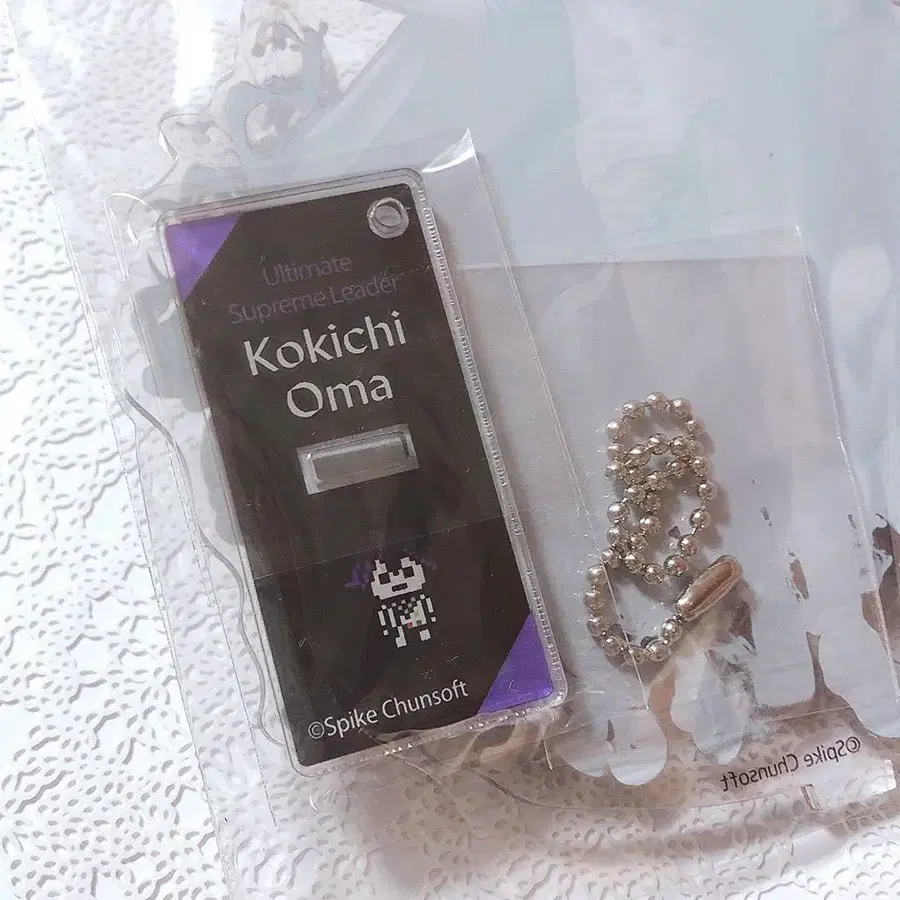 Ultimate
Supreme Leader
Kokichi
Oma
©Spike Chunsoft
©Spike Chunsoft